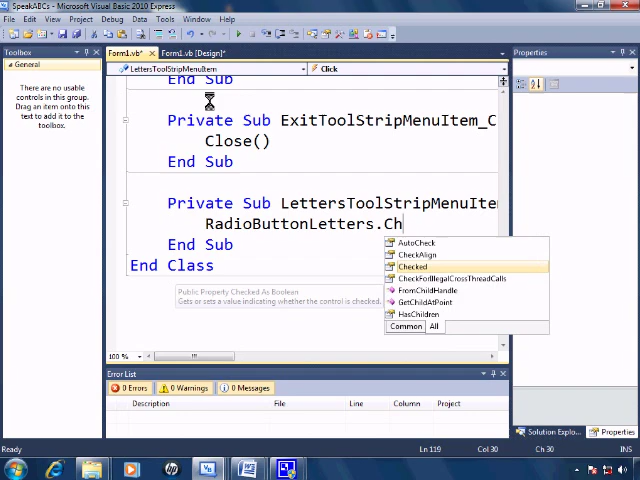 SpeakABCs - Microsoft Visual Basic 2010 Express
File Edit View Project Debug Data Tools Window Help
Toolbox
General
There are no usable
controls in this group.
Drag an item onto this
text to add it to the
toolbox.
Form1.vb* Form1.vb [Design]*
LettersToolStripMenuItem Click
End Sub
Private Sub ExitToolStripMenuItem_C
Close()
End Sub
Private Sub LettersToolStripMenuItem
RadioButtonLetters.Ch
End Sub
End Class
AutoCheck
CheckAlign
Checked
CheckForIllegalCrossThreadCalls
FromChildHandle
GetChildAtPoint
HasChildren
Common All
Public Property Checked As Boolean
Gets or sets a value indicating whether the control is checked.
100 %
Properties
Error List
0 Errors 0 Warnings 0 Messages
Description File Line Column Project
Solution Explo... Properties
Ready Ln 119 Col 30 Ch 30 INS